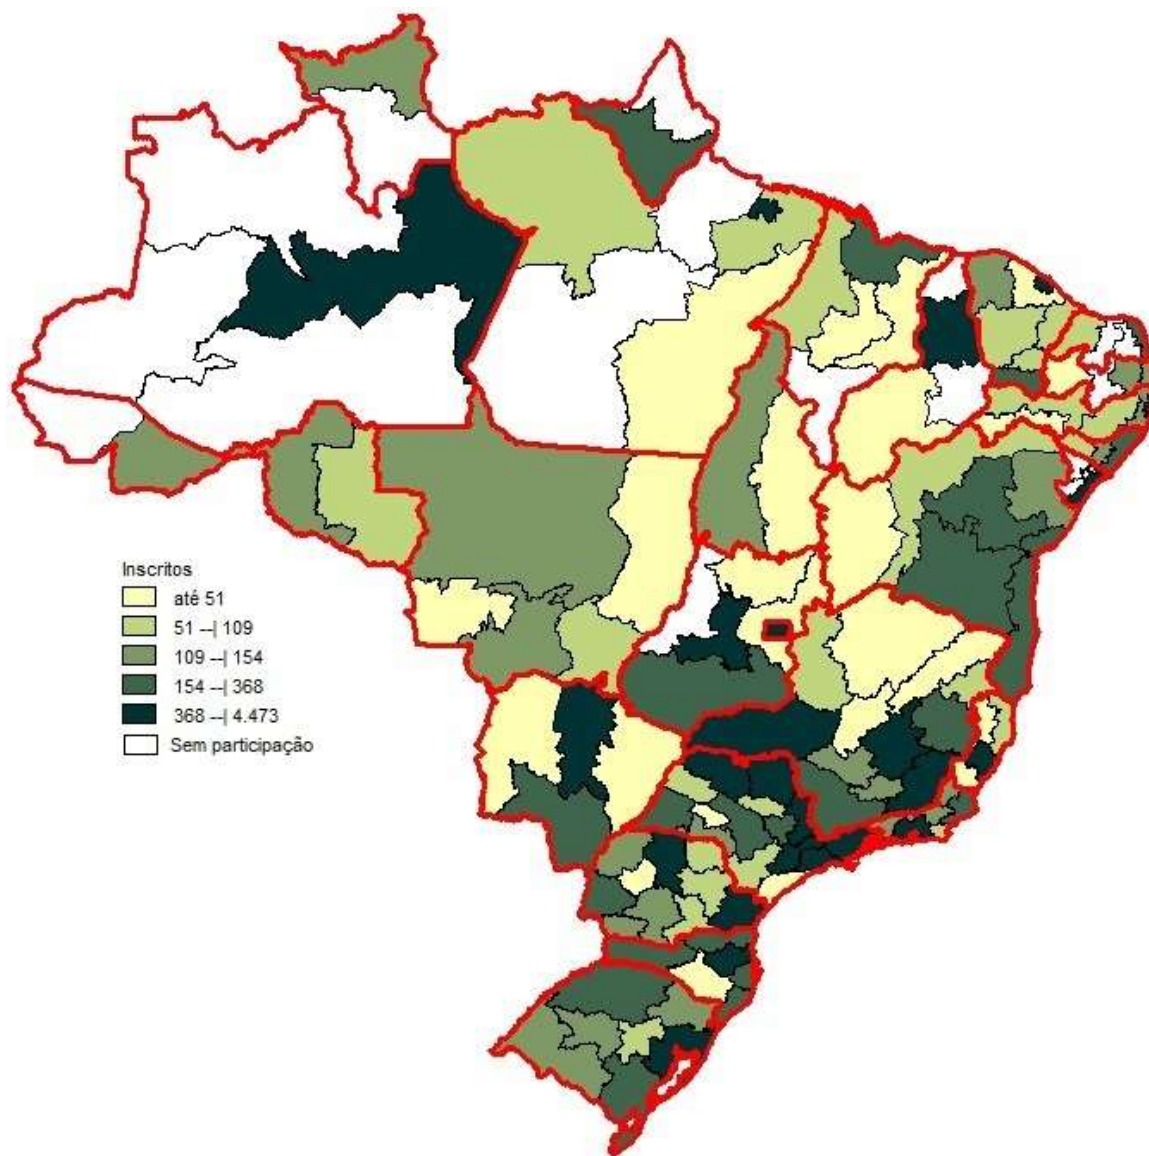 Inscritos
até 51
51 --| 109
109 --| 154
154 --| 368
368 --| 4.473
Sem participação